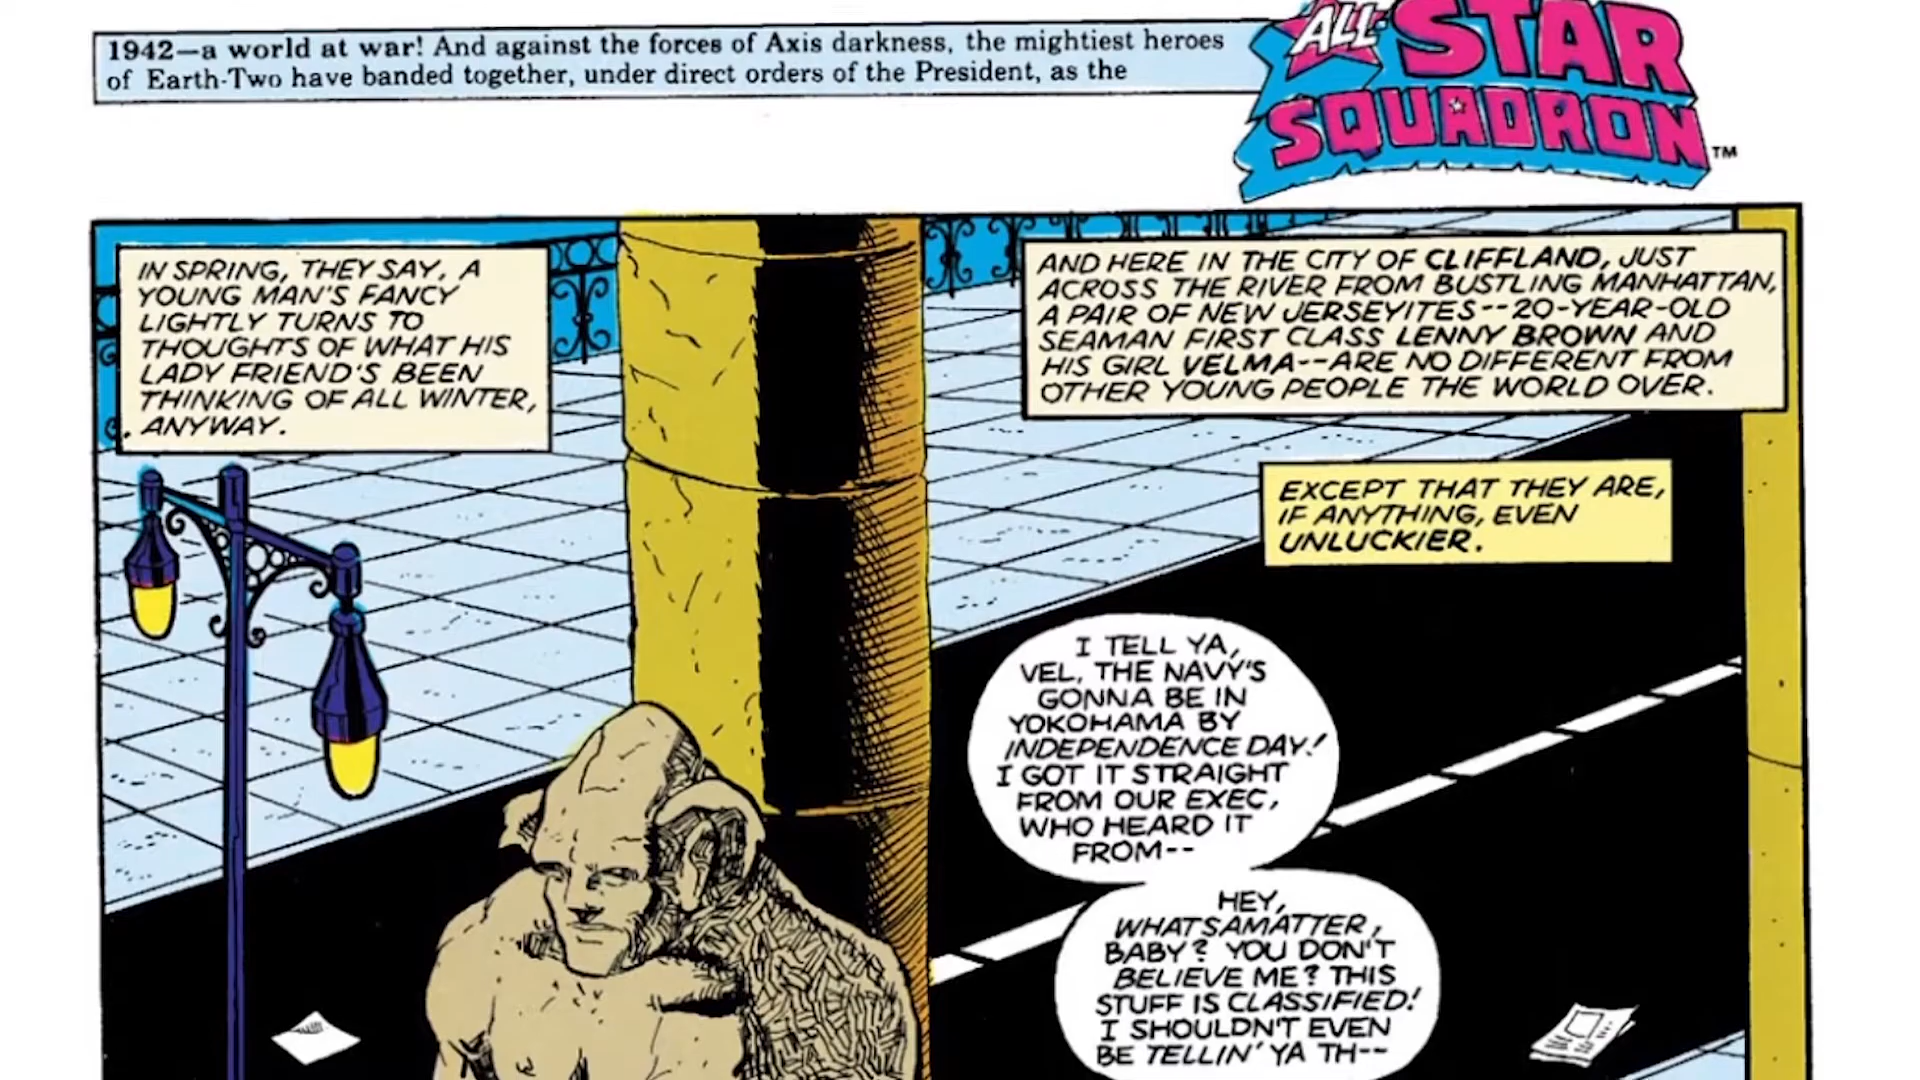 1942—a world at war! And against the forces of Axis darkness, the mightiest heroes
of Earth-Two have banded together, under direct orders of the President, as the
ALL-STAR
SQUADRON™
IN SPRING, THEY SAY, A
YOUNG MAN'S FANCY
LIGHTLY TURNS TO
THOUGHTS OF WHAT HIS
LADY FRIEND'S BEEN
THINKING OF ALL WINTER,
ANYWAY.
AND HERE IN THE CITY OF CLIFFLAND, JUST
ACROSS THE RIVER FROM BUSTLING MANHATTAN,
A PAIR OF NEW JERSEYITES--20-YEAR-OLD
SEAMAN FIRST CLASS LENNY BROWN AND
HIS GIRL VELMA--ARE NO DIFFERENT FROM
OTHER YOUNG PEOPLE THE WORLD OVER.
EXCEPT THAT THEY ARE,
IF ANYTHING, EVEN
UNLUCKIER.
I TELL YA,
VEL, THE NAVY'S
GONNA BE IN
YOKOHAMA BY
INDEPENDENCE DAY!
I GOT IT STRAIGHT
FROM OUR EXEC,
WHO HEARD IT
FROM--
HEY,
WHATSAMATTER,
BABY? YOU DON'T
BELIEVE ME? THIS
STUFF IS CLASSIFIED!
I SHOULDN'T EVEN
BE TELLIN' YA TH--